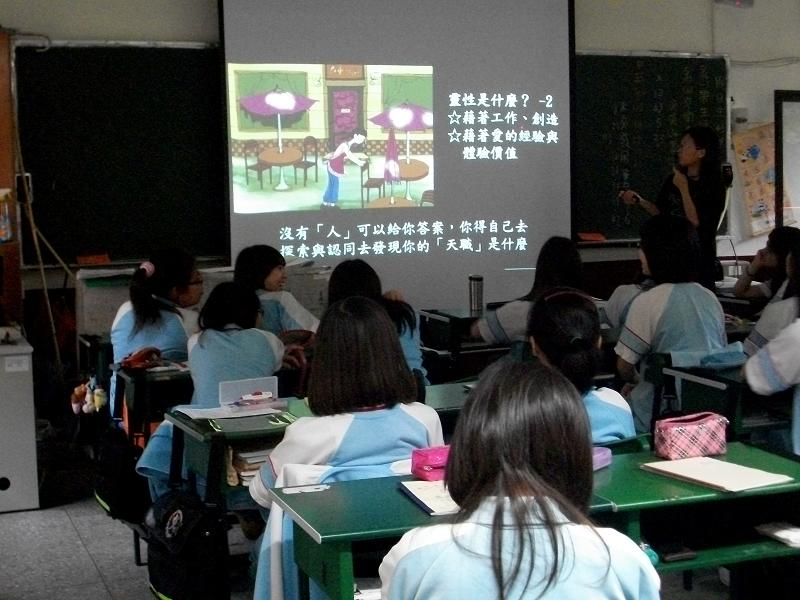 靈性是什麼？ -2
☆藉著工作、創造
☆藉著愛的經驗與
體驗價值
沒有「人」可以給你答案，你得自己去
探索與認同去發現你的「天職」是什麼